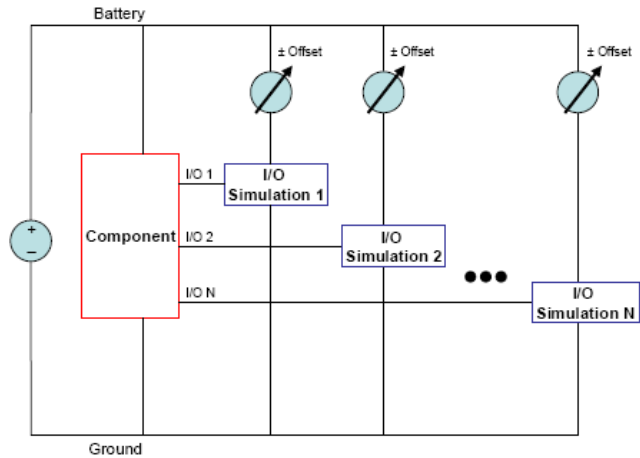 Battery
± Offset
± Offset
± Offset
I/O 1
I/O
Simulation 1
+
−
Component
I/O 2
I/O
Simulation 2
I/O N
I/O
Simulation N
Ground